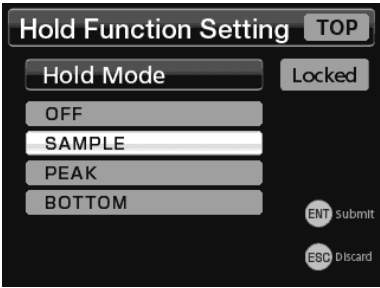 Hold Function Setting TOP
Hold Mode Locked
OFF
SAMPLE
PEAK
BOTTOM
ENT Submit
ESC Discard